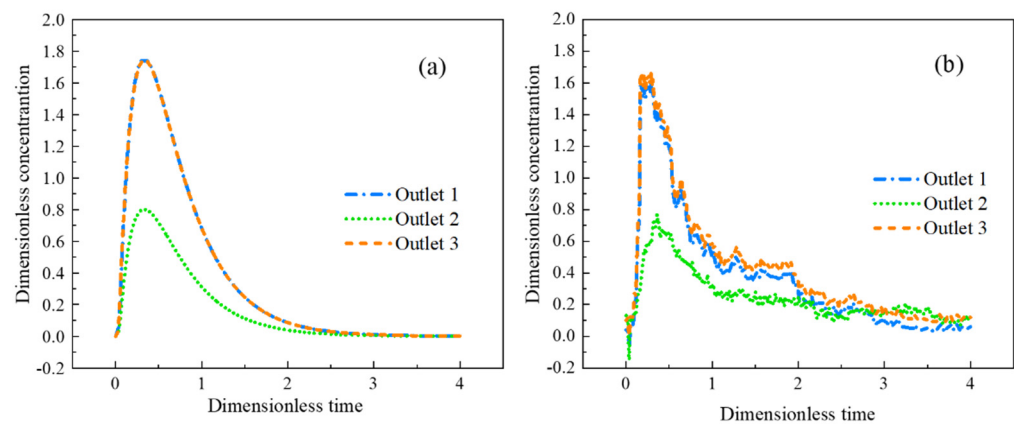 2.0
1.8
1.6
1.4
1.2
1.0
0.8
0.6
0.4
0.2
0.0
-0.2
Dimensionless concentrantion
(a)
Outlet 1
Outlet 2
Outlet 3
0 1 2 3 4
Dimensionless time
2.0
1.8
1.6
1.4
1.2
1.0
0.8
0.6
0.4
0.2
0.0
-0.2
Dimensionless concentration
(b)
Outlet 1
Outlet 2
Outlet 3
0 1 2 3 4
Dimensionless time